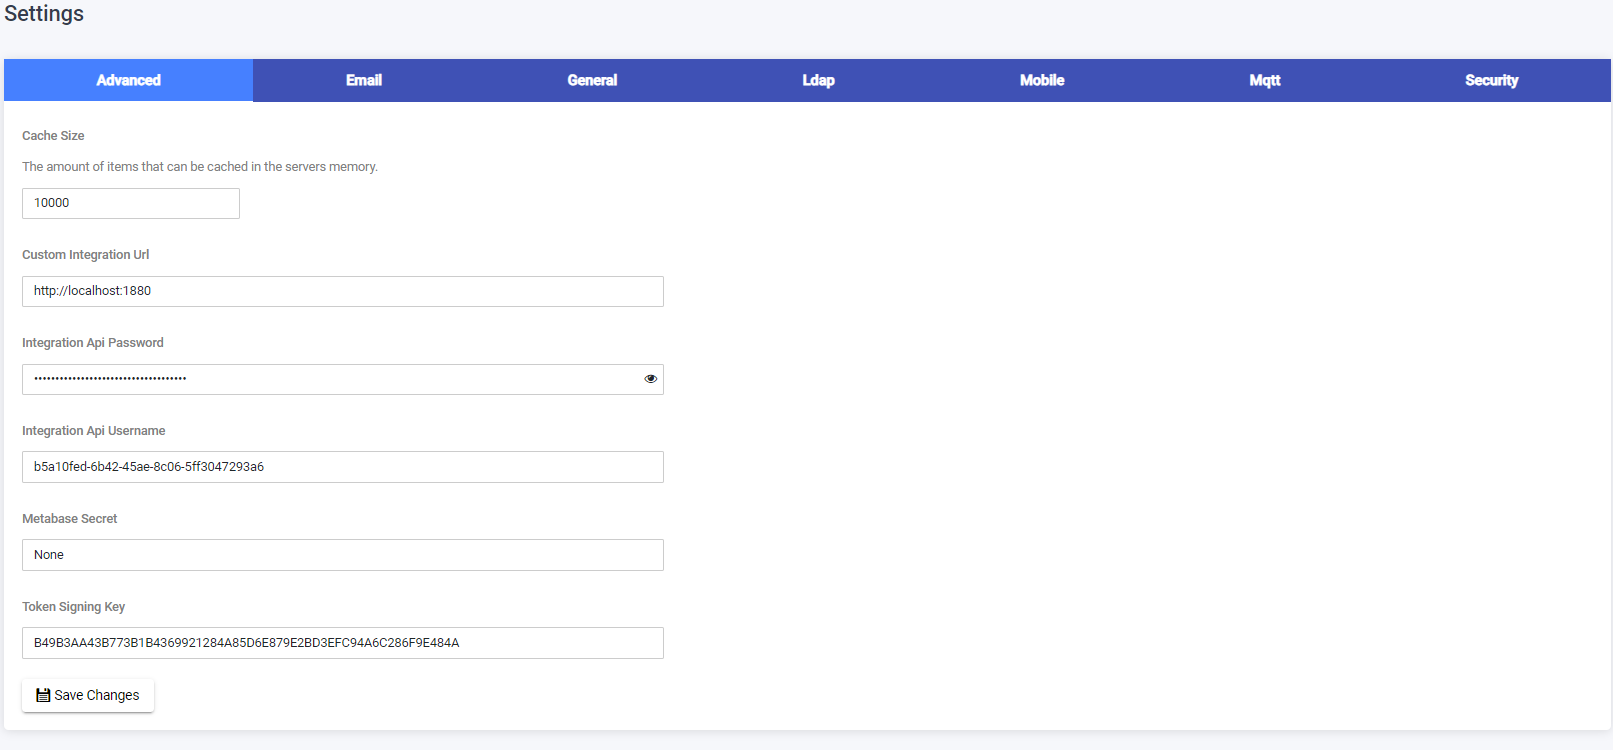 Settings
Advanced Email General Ldap Mobile Mqtt Security
Cache Size
The amount of items that can be cached in the servers memory.
10000
Custom Integration Url
http://localhost:1880
Integration Api Password
••••••••••••••••••••••••••••••••••••
Integration Api Username
b5a10fed-6b42-45ae-8c06-5ff3047293a6
Metabase Secret
None
Token Signing Key
B49B3AA43B773B1B4369921284A85D6E879E2BD3EFC94A6C286F9E484A
Save Changes